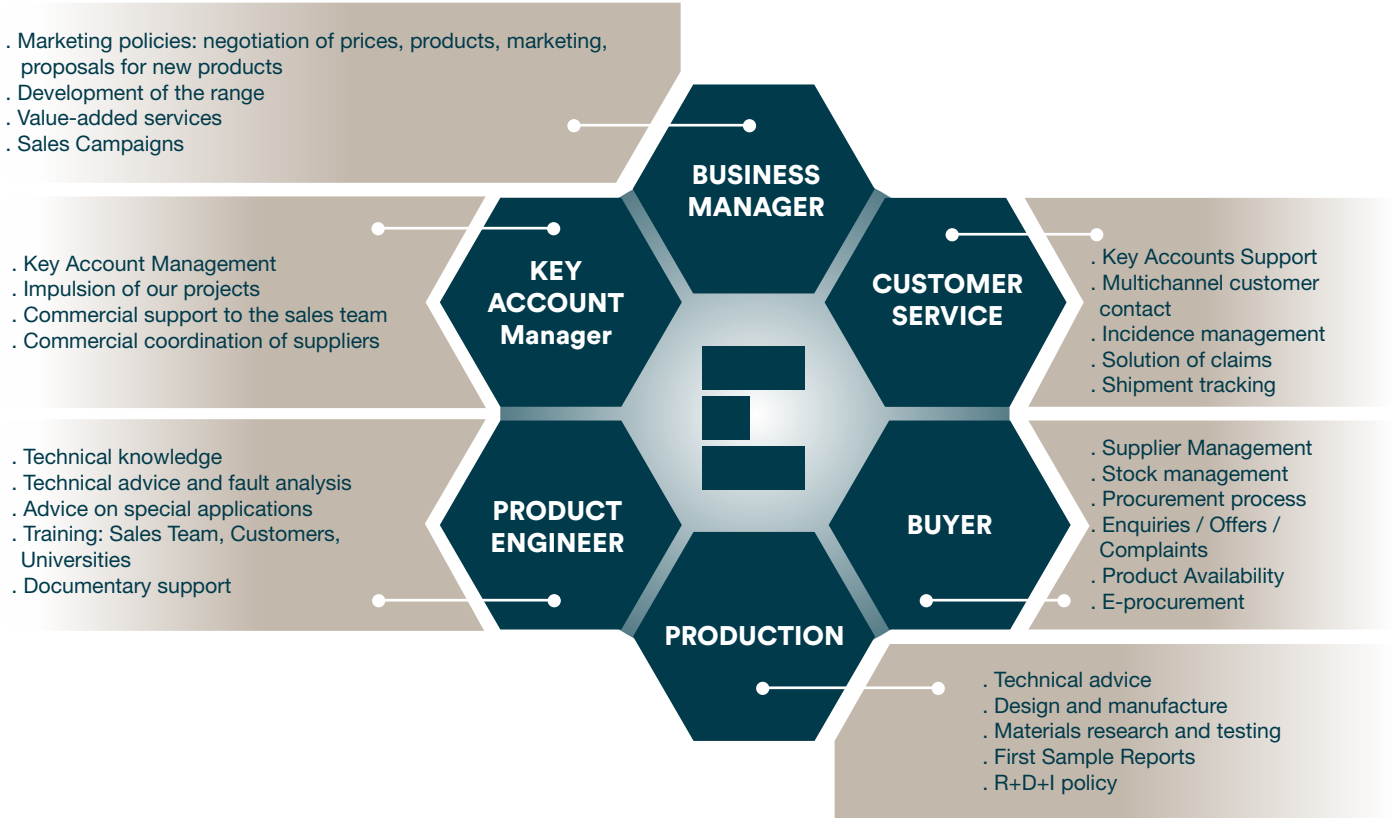 . Marketing policies: negotiation of prices, products, marketing,
proposals for new products
. Development of the range
. Value-added services
. Sales Campaigns
BUSINESS
MANAGER
. Key Account Management
. Impulsion of our projects
. Commercial support to the sales team
. Commercial coordination of suppliers
KEY
ACCOUNT
Manager
CUSTOMER
SERVICE
. Key Accounts Support
. Multichannel customer
contact
. Incidence management
. Solution of claims
. Shipment tracking
. Technical knowledge
. Technical advice and fault analysis
. Advice on special applications
. Training: Sales Team, Customers,
Universities
. Documentary support
PRODUCT
ENGINEER
BUYER
. Supplier Management
. Stock management
. Procurement process
. Enquiries / Offers /
Complaints
. Product Availability
. E-procurement
PRODUCTION
. Technical advice
. Design and manufacture
. Materials research and testing
. First Sample Reports
. R+D+I policy